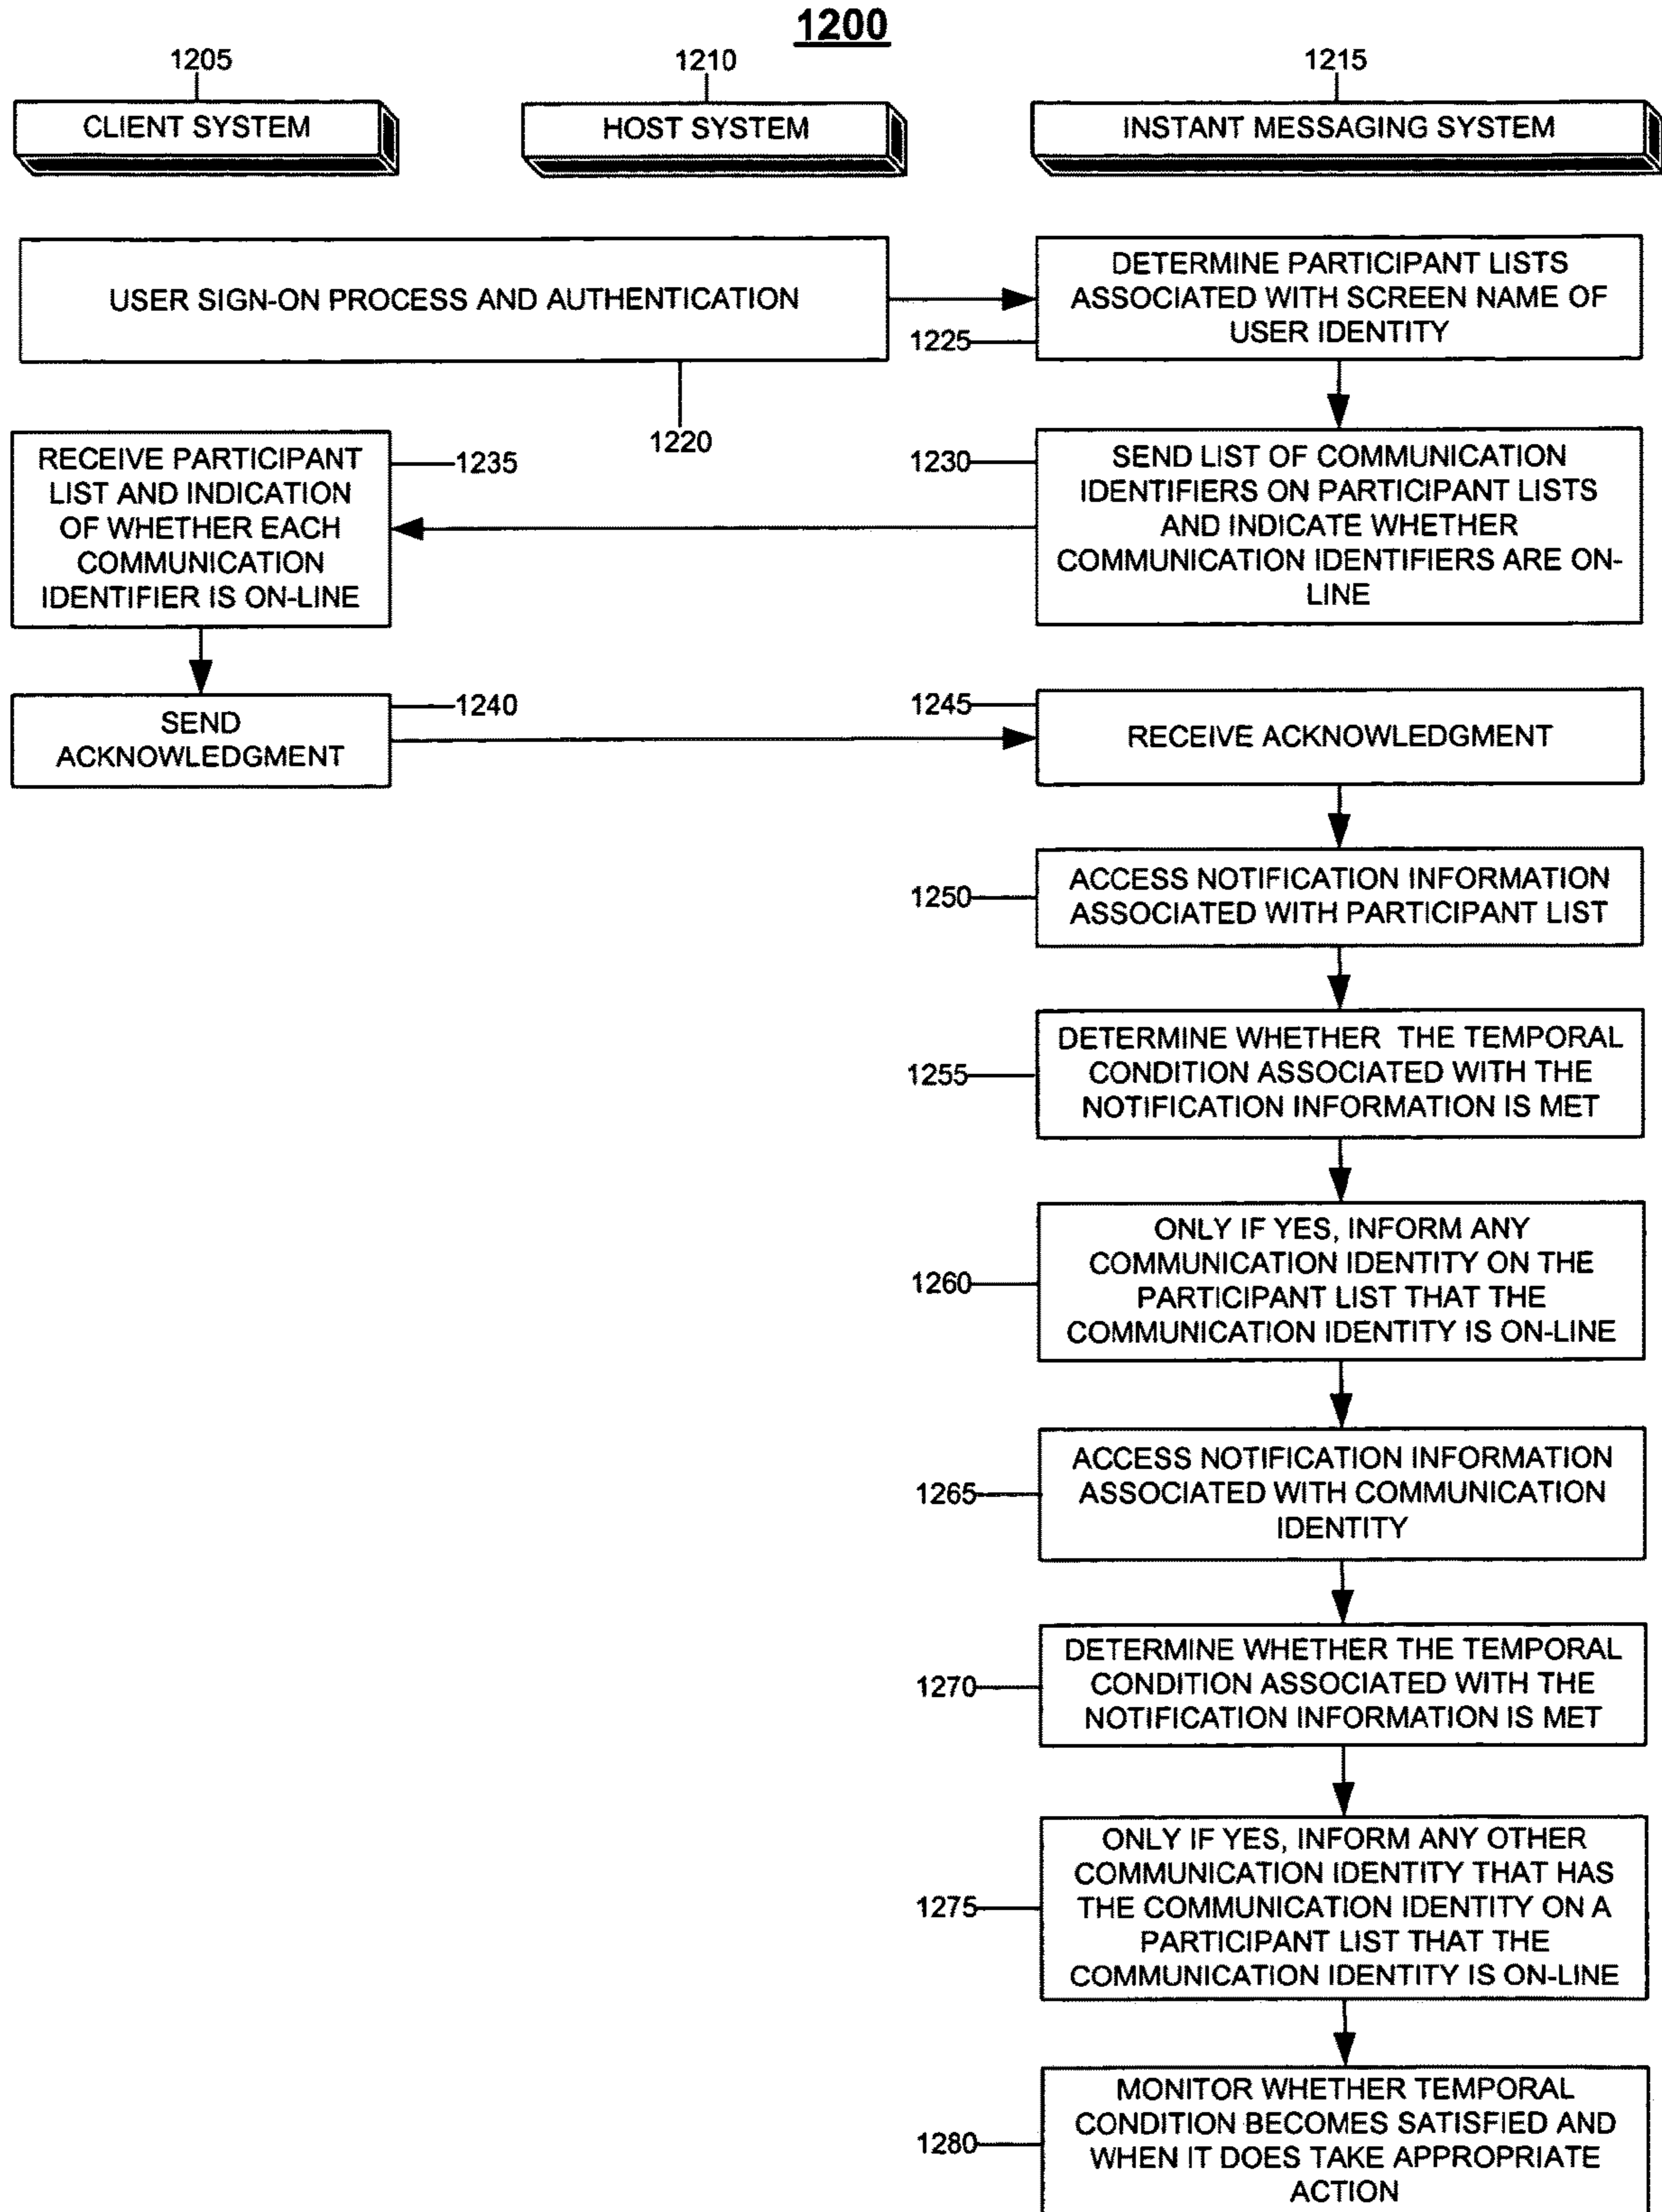 1200
1205
1210
1215
CLIENT SYSTEM
HOST SYSTEM
INSTANT MESSAGING SYSTEM
USER SIGN-ON PROCESS AND AUTHENTICATION
1220
DETERMINE PARTICIPANT LISTS
ASSOCIATED WITH SCREEN NAME OF
USER IDENTITY
1225
1230
SEND LIST OF COMMUNICATION
IDENTIFIERS ON PARTICIPANT LISTS
AND INDICATE WHETHER
COMMUNICATION IDENTIFIERS ARE ON-
LINE
RECEIVE PARTICIPANT
LIST AND INDICATION
OF WHETHER EACH
COMMUNICATION
IDENTIFIER IS ON-LINE
1235
SEND
ACKNOWLEDGMENT
1240
1245
RECEIVE ACKNOWLEDGMENT
1250
ACCESS NOTIFICATION INFORMATION
ASSOCIATED WITH PARTICIPANT LIST
1255
DETERMINE WHETHER THE TEMPORAL
CONDITION ASSOCIATED WITH THE
NOTIFICATION INFORMATION IS MET
1260
ONLY IF YES, INFORM ANY
COMMUNICATION IDENTITY ON THE
PARTICIPANT LIST THAT THE
COMMUNICATION IDENTITY IS ON-LINE
1265
ACCESS NOTIFICATION INFORMATION
ASSOCIATED WITH COMMUNICATION
IDENTITY
1270
DETERMINE WHETHER THE TEMPORAL
CONDITION ASSOCIATED WITH THE
NOTIFICATION INFORMATION IS MET
1275
ONLY IF YES, INFORM ANY OTHER
COMMUNICATION IDENTITY THAT HAS
THE COMMUNICATION IDENTITY ON A
PARTICIPANT LIST THAT THE
COMMUNICATION IDENTITY IS ON-LINE
1280
MONITOR WHETHER TEMPORAL
CONDITION BECOMES SATISFIED AND
WHEN IT DOES TAKE APPROPRIATE
ACTION